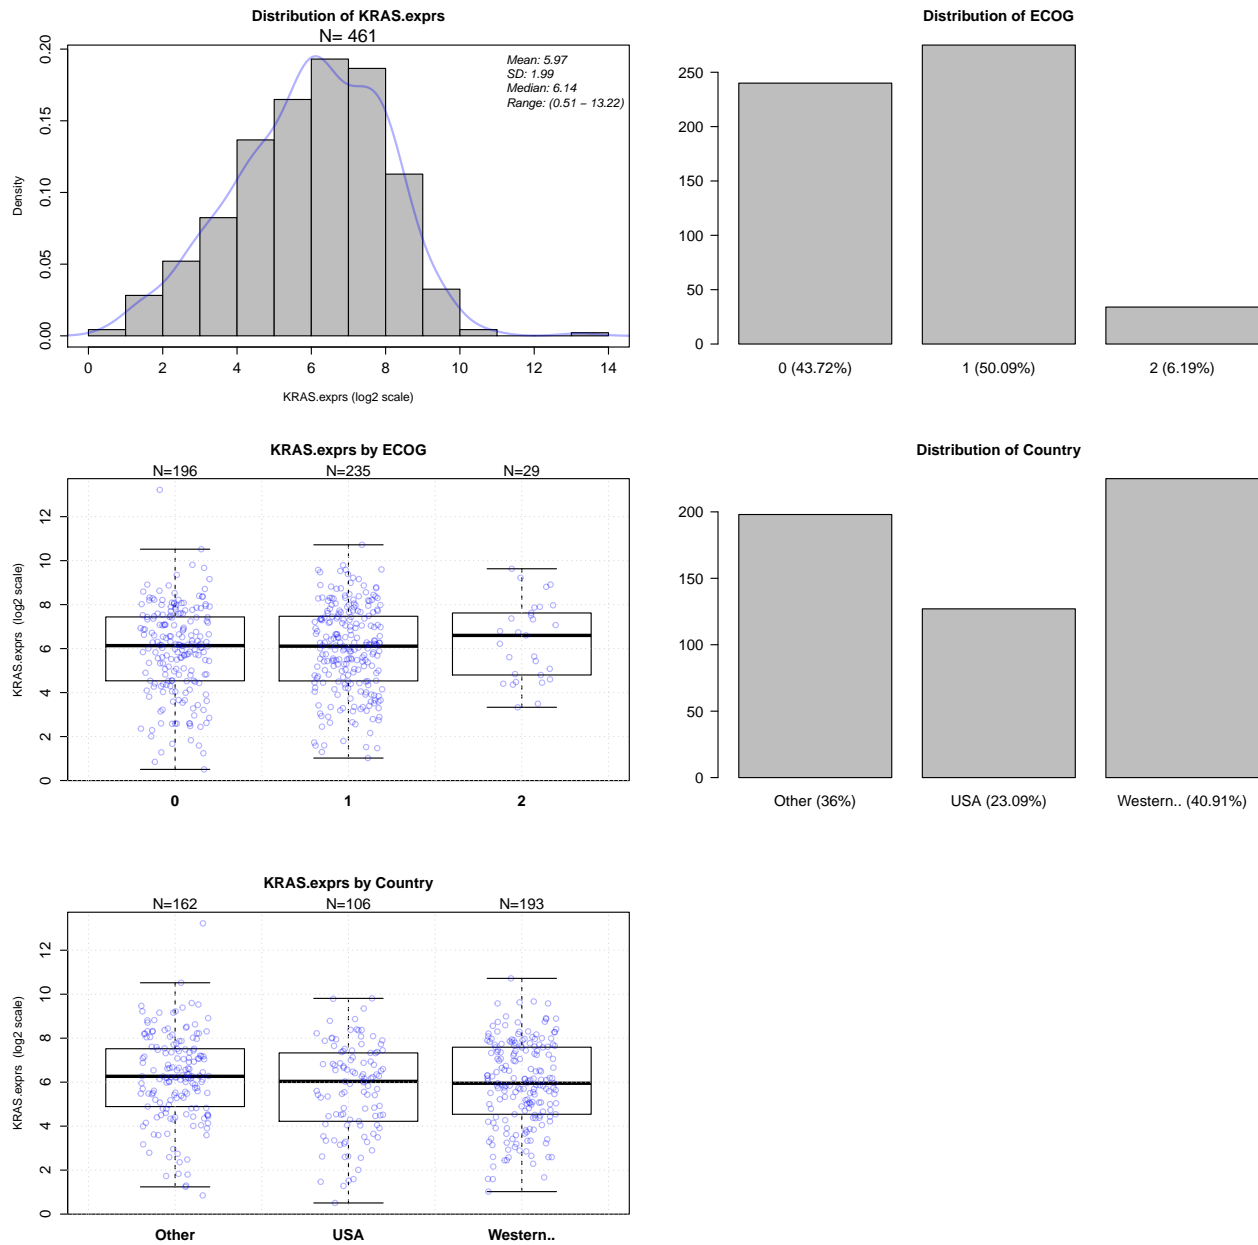 Distribution of KRAS.exprs
N= 461
Mean: 5.97
SD: 1.99
Median: 6.14
Range: (0.51 − 13.22)
Density
0.00 0.05 0.10 0.15 0.20
0 2 4 6 8 10 12 14
KRAS.exprs (log2 scale)
Distribution of ECOG
0 50 100 150 200 250
0 (43.72%) 1 (50.09%) 2 (6.19%)
KRAS.exprs by ECOG
N=196 N=235 N=29
KRAS.exprs (log2 scale)
0 2 4 6 8 10 12
0 1 2
Distribution of Country
0 50 100 150 200
Other (36%) USA (23.09%) Western.. (40.91%)
KRAS.exprs by Country
N=162 N=106 N=193
KRAS.exprs (log2 scale)
0 2 4 6 8 10 12
Other USA Western..